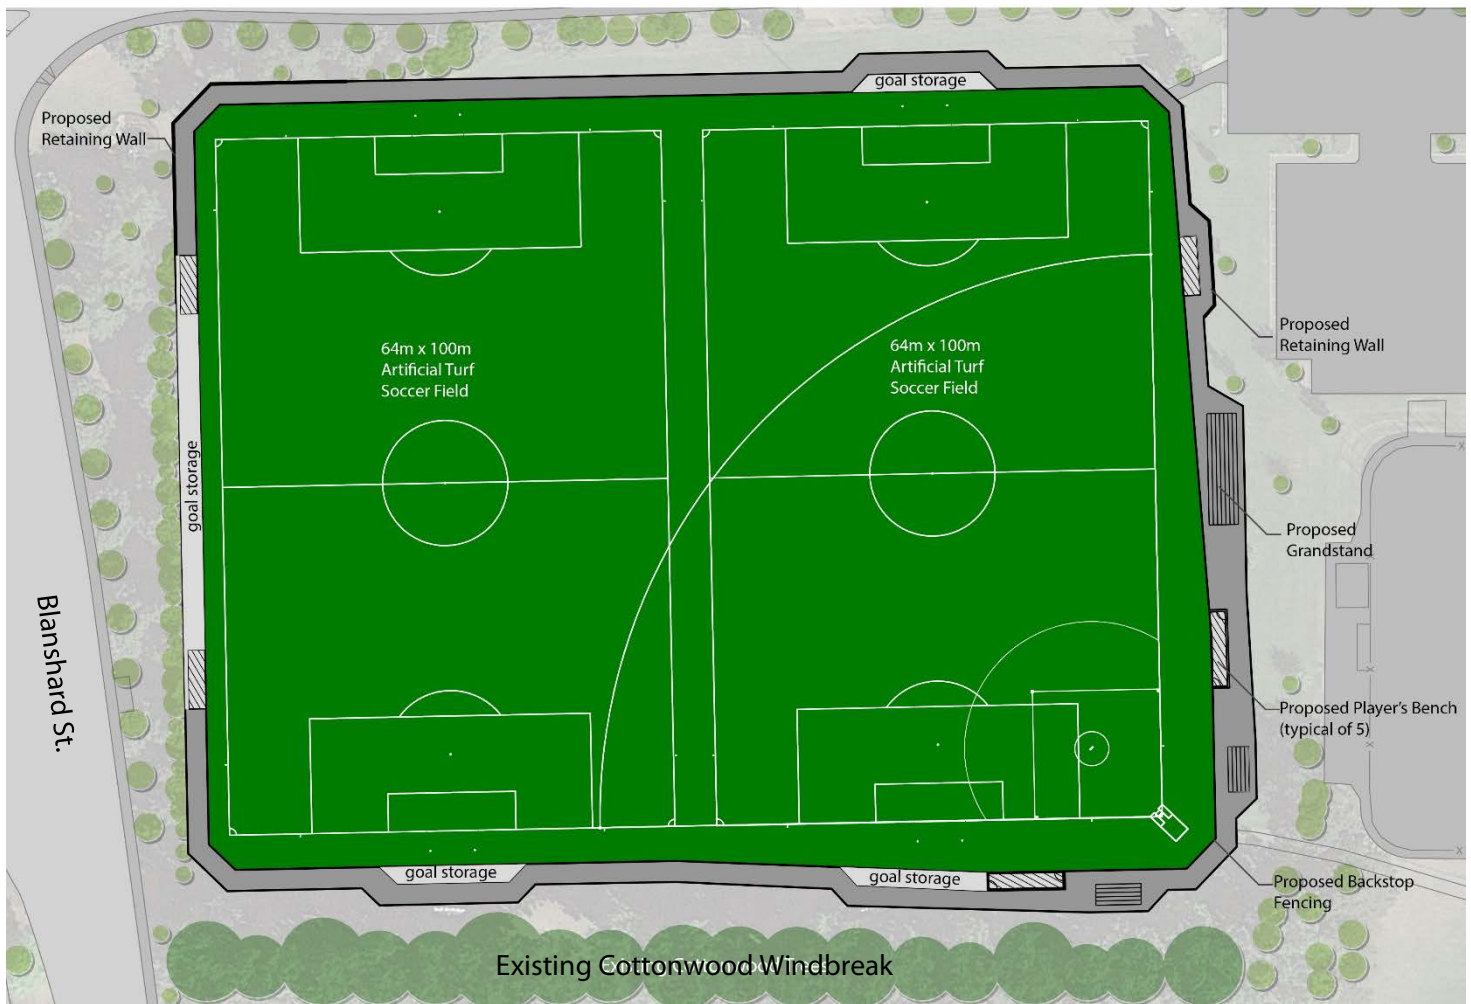 goal storage
Proposed
Retaining Wall
64m x 100m
Artificial Turf
Soccer Field
64m x 100m
Artificial Turf
Soccer Field
Proposed
Retaining Wall
goal storage
Proposed
Grandstand
Blanshard St.
Proposed Player's Bench
(typical of 5)
goal storage
goal storage
Proposed Backstop
Fencing
Existing Cottonwood Windbreak